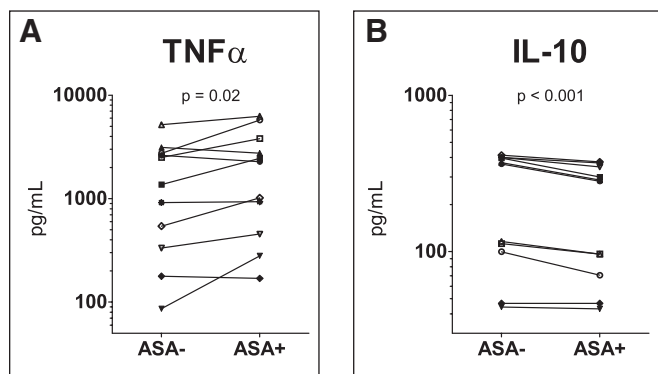 A
TNFα
p = 0.02
10000
1000
100
pg/mL
ASA-
ASA+
B
IL-10
p < 0.001
1000
100
pg/mL
ASA-
ASA+